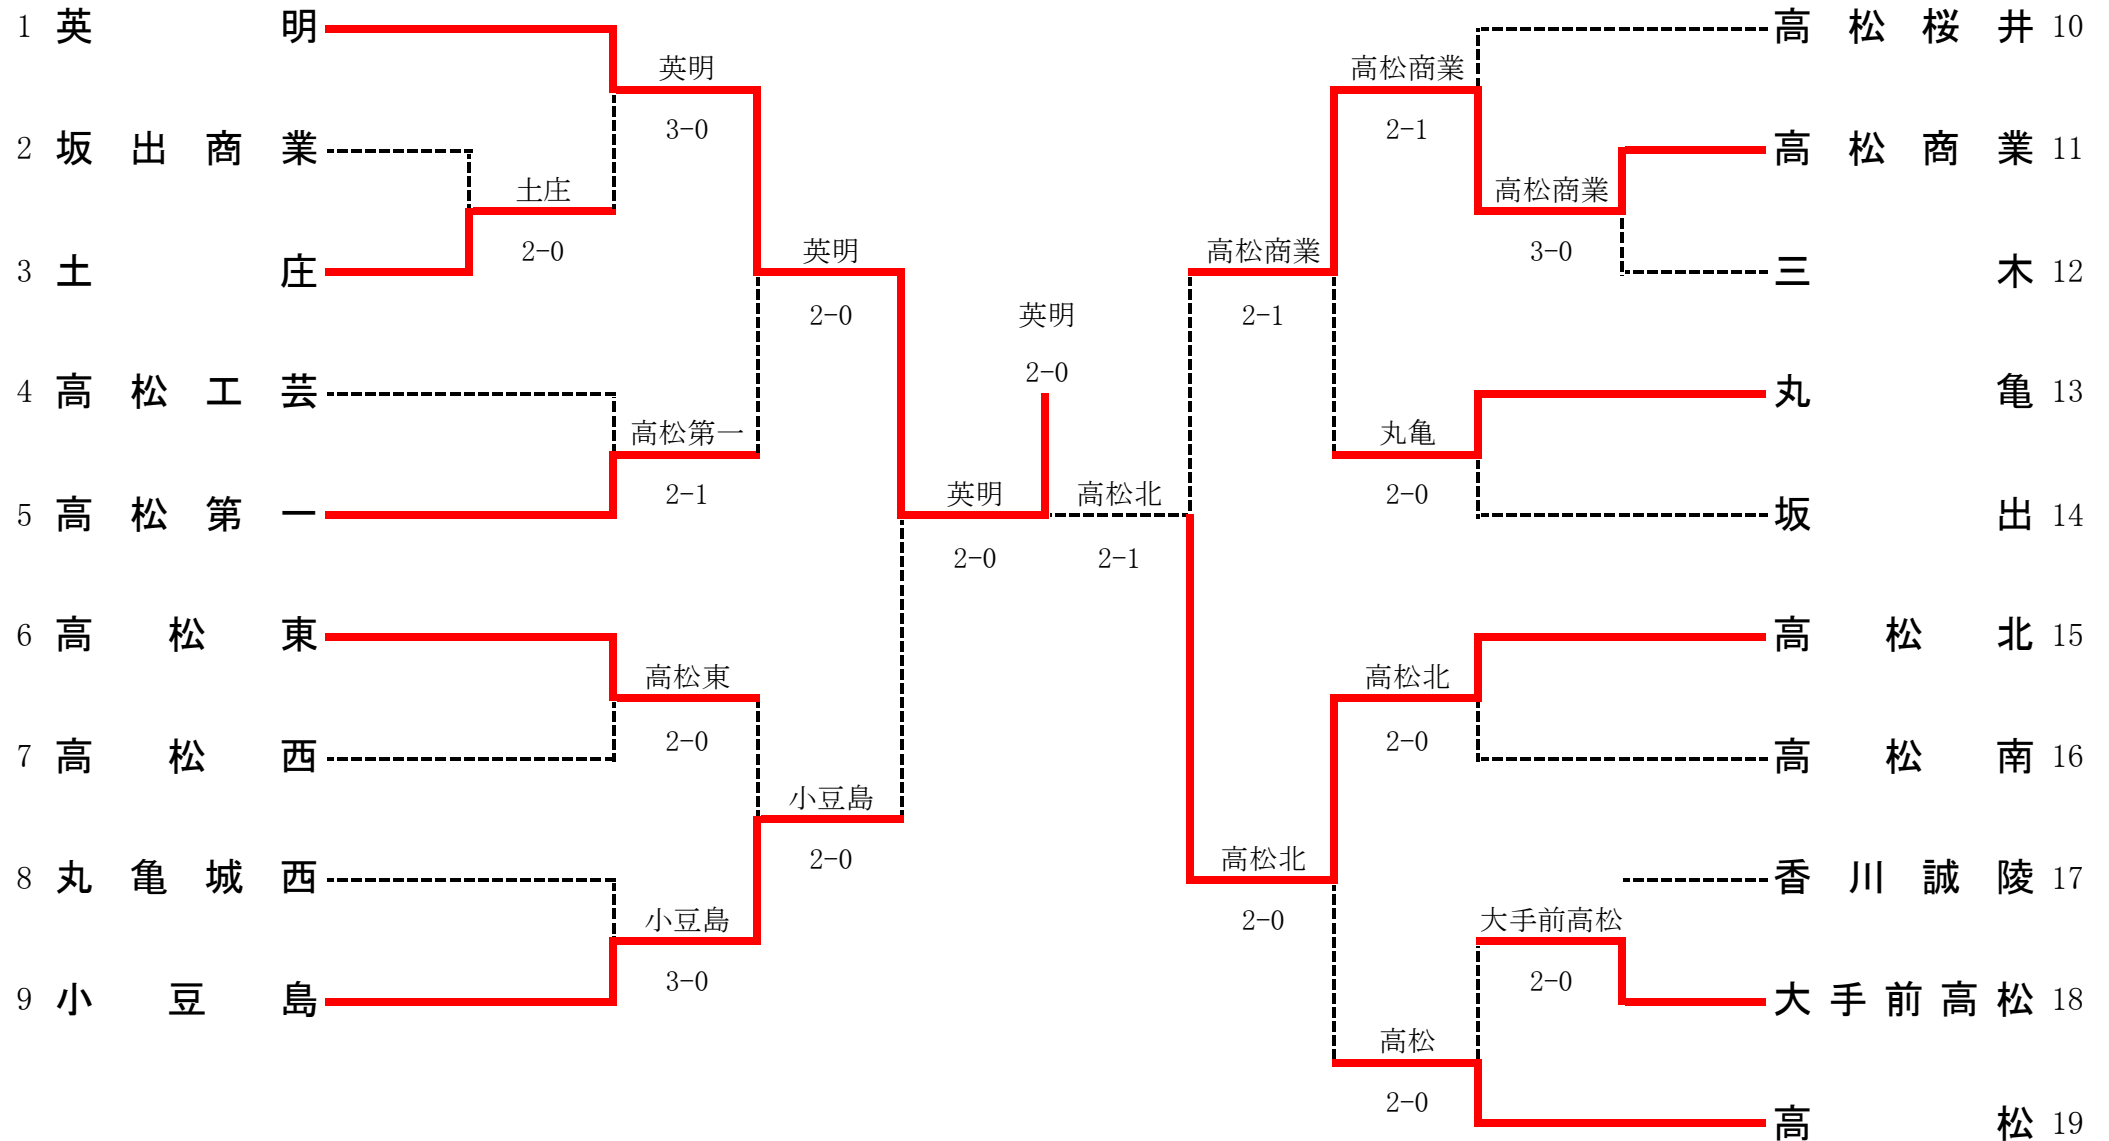 1 英明
2 坂出商業
3 土庄
4 高松工芸
5 高松第一
6 高松東
7 高松西
8 丸亀城西
9 小豆島
土庄
2-0
英明
3-0
高松第一
2-1
高松東
2-0
小豆島
3-0
英明
2-0
小豆島
2-0
英明
2-0
英明
2-0
高松北
2-1
高松商業
2-1
高松北
2-0
高松商業
2-1
丸亀
2-0
高松北
2-0
高松
2-0
高松商業
3-0
大手前高松
2-0
高松桜井 10
高松商業 11
三木 12
丸亀 13
坂出 14
高松北 15
高松南 16
香川誠陵 17
大手前高松 18
高松 19